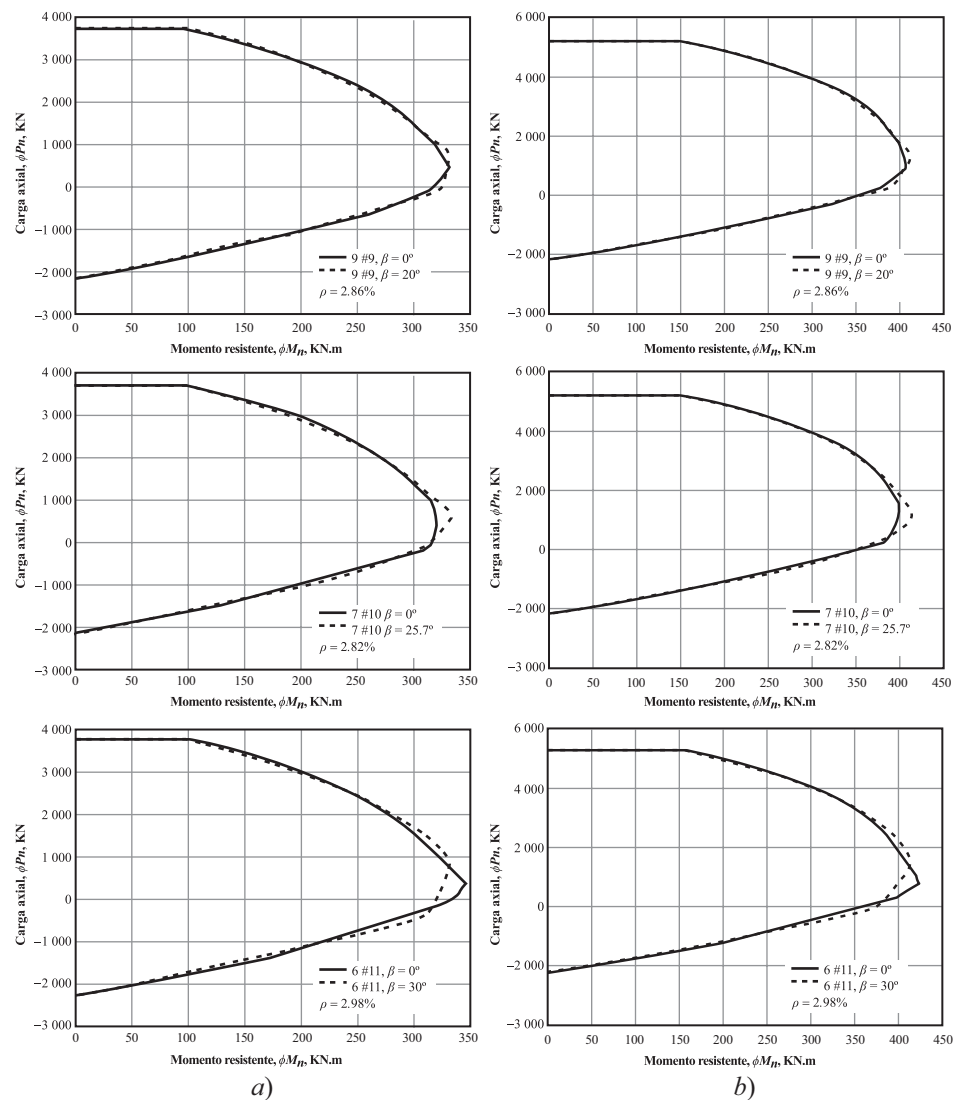 4 000
3 000
2 000
1 000
0
–1 000
–2 000
–3 000
Carga axial, ϕPn, KN
9 #9, β = 0º
9 #9, β = 20º
ρ = 2.86%
0 50 100 150 200 250 300 350
Momento resistente, ϕMn, KN.m
6 000
4 000
2 000
0
–2 000
–3 000
Carga axial, ϕPn, KN
9 #9, β = 0º
9 #9, β = 20º
ρ = 2.86%
0 50 100 150 200 250 300 350 400 450
Momento resistente, ϕMn, KN.m
4 000
3 000
2 000
1 000
0
–1 000
–2 000
–3 000
Carga axial, ϕPn, KN
7 #10 β = 0º
7 #10 β = 25.7º
ρ = 2.82%
0 50 100 150 200 250 300 350
Momento resistente, ϕMn, KN.m
6 000
4 000
2 000
0
–2 000
–3 000
Carga axial, ϕPn, KN
7 #10, β = 0º
7 #10, β = 25.7º
ρ = 2.82%
0 50 100 150 200 250 300 350 400 450
Momento resistente, ϕMn, KN.m
4 000
3 000
2 000
1 000
0
–1 000
–2 000
–3 000
Carga axial, ϕPn, KN
6 #11, β = 0º
6 #11, β = 30º
ρ = 2.98%
0 50 100 150 200 250 300 350
Momento resistente, ϕMn, KN.m
a)
6 000
4 000
2 000
0
–2 000
–3 000
Carga axial, ϕPn, KN
6 #11, β = 0º
6 #11, β = 30º
ρ = 2.98%
0 50 100 150 200 250 300 350 400 450
Momento resistente, ϕMn, KN.m
b)